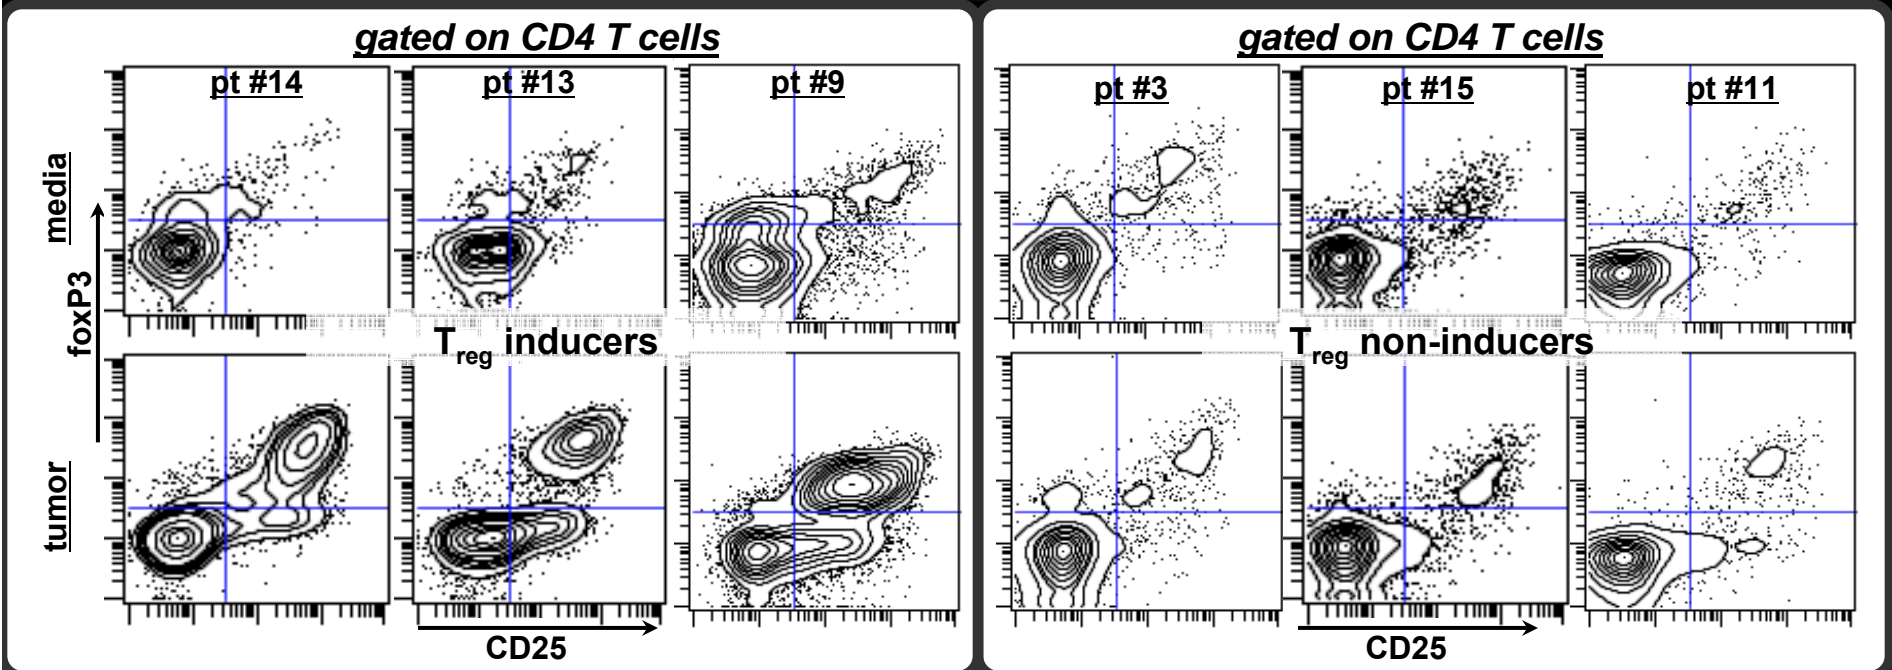 gated on CD4 T cells
pt #14
pt #13
pt #9
media
foxP3
Treg inducers
tumor
CD25
gated on CD4 T cells
pt #3
pt #15
pt #11
Treg non-inducers
CD25